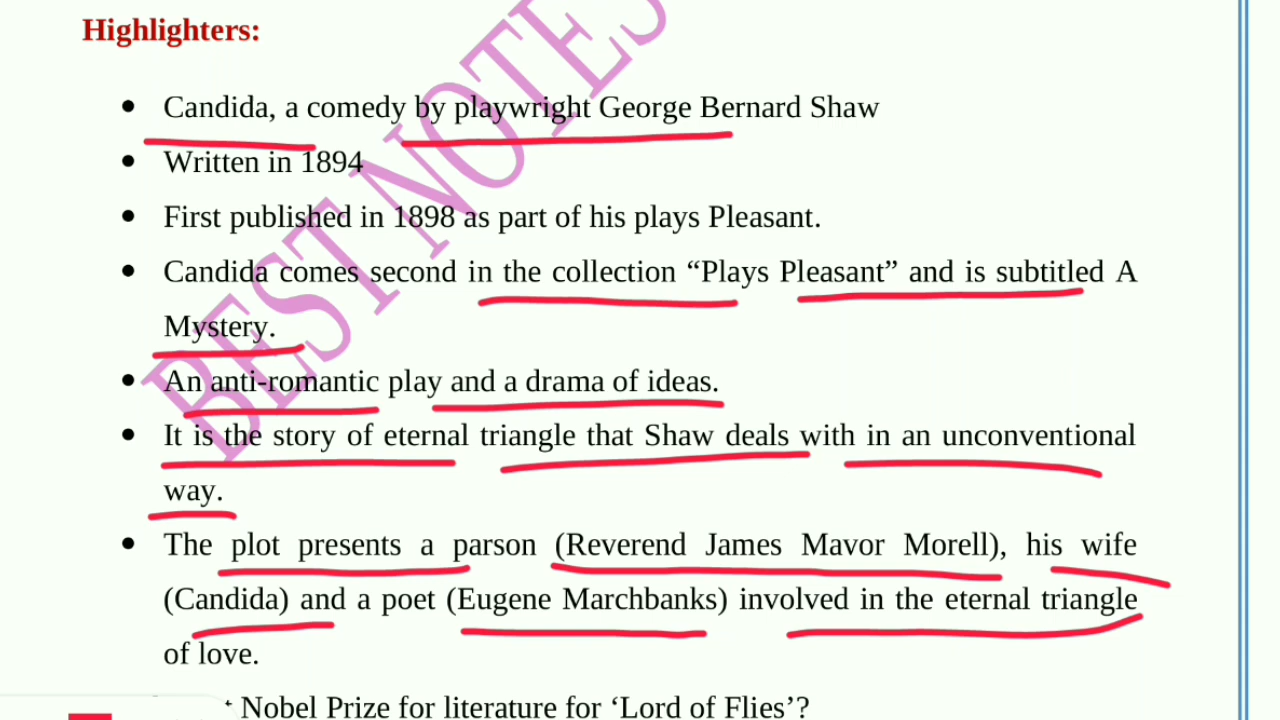 Highlighters:
• Candida, a comedy by playwright George Bernard Shaw
• Written in 1894
• First published in 1898 as part of his plays Pleasant.
• Candida comes second in the collection “Plays Pleasant” and is subtitled A
Mystery.
• An anti-romantic play and a drama of ideas.
• It is the story of eternal triangle that Shaw deals with in an unconventional
way.
• The plot presents a parson (Reverend James Mavor Morell), his wife
(Candida) and a poet (Eugene Marchbanks) involved in the eternal triangle
of love.
Nobel Prize for literature for ‘Lord of Flies’?
BEST NOTES